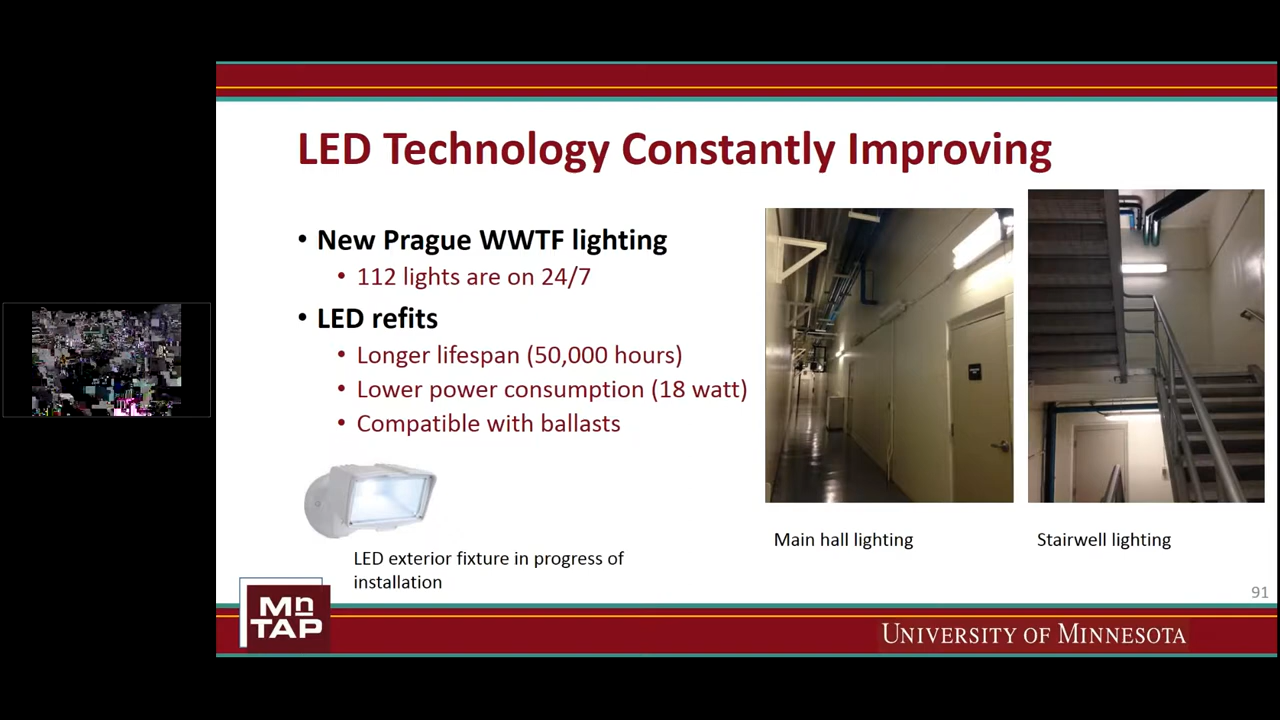 LED Technology Constantly Improving
• New Prague WWTF lighting
• 112 lights are on 24/7
• LED refits
• Longer lifespan (50,000 hours)
• Lower power consumption (18 watt)
• Compatible with ballasts
LED exterior fixture in progress of
installation
Main hall lighting
Stairwell lighting
91
Mn
TAP
UNIVERSITY OF MINNESOTA